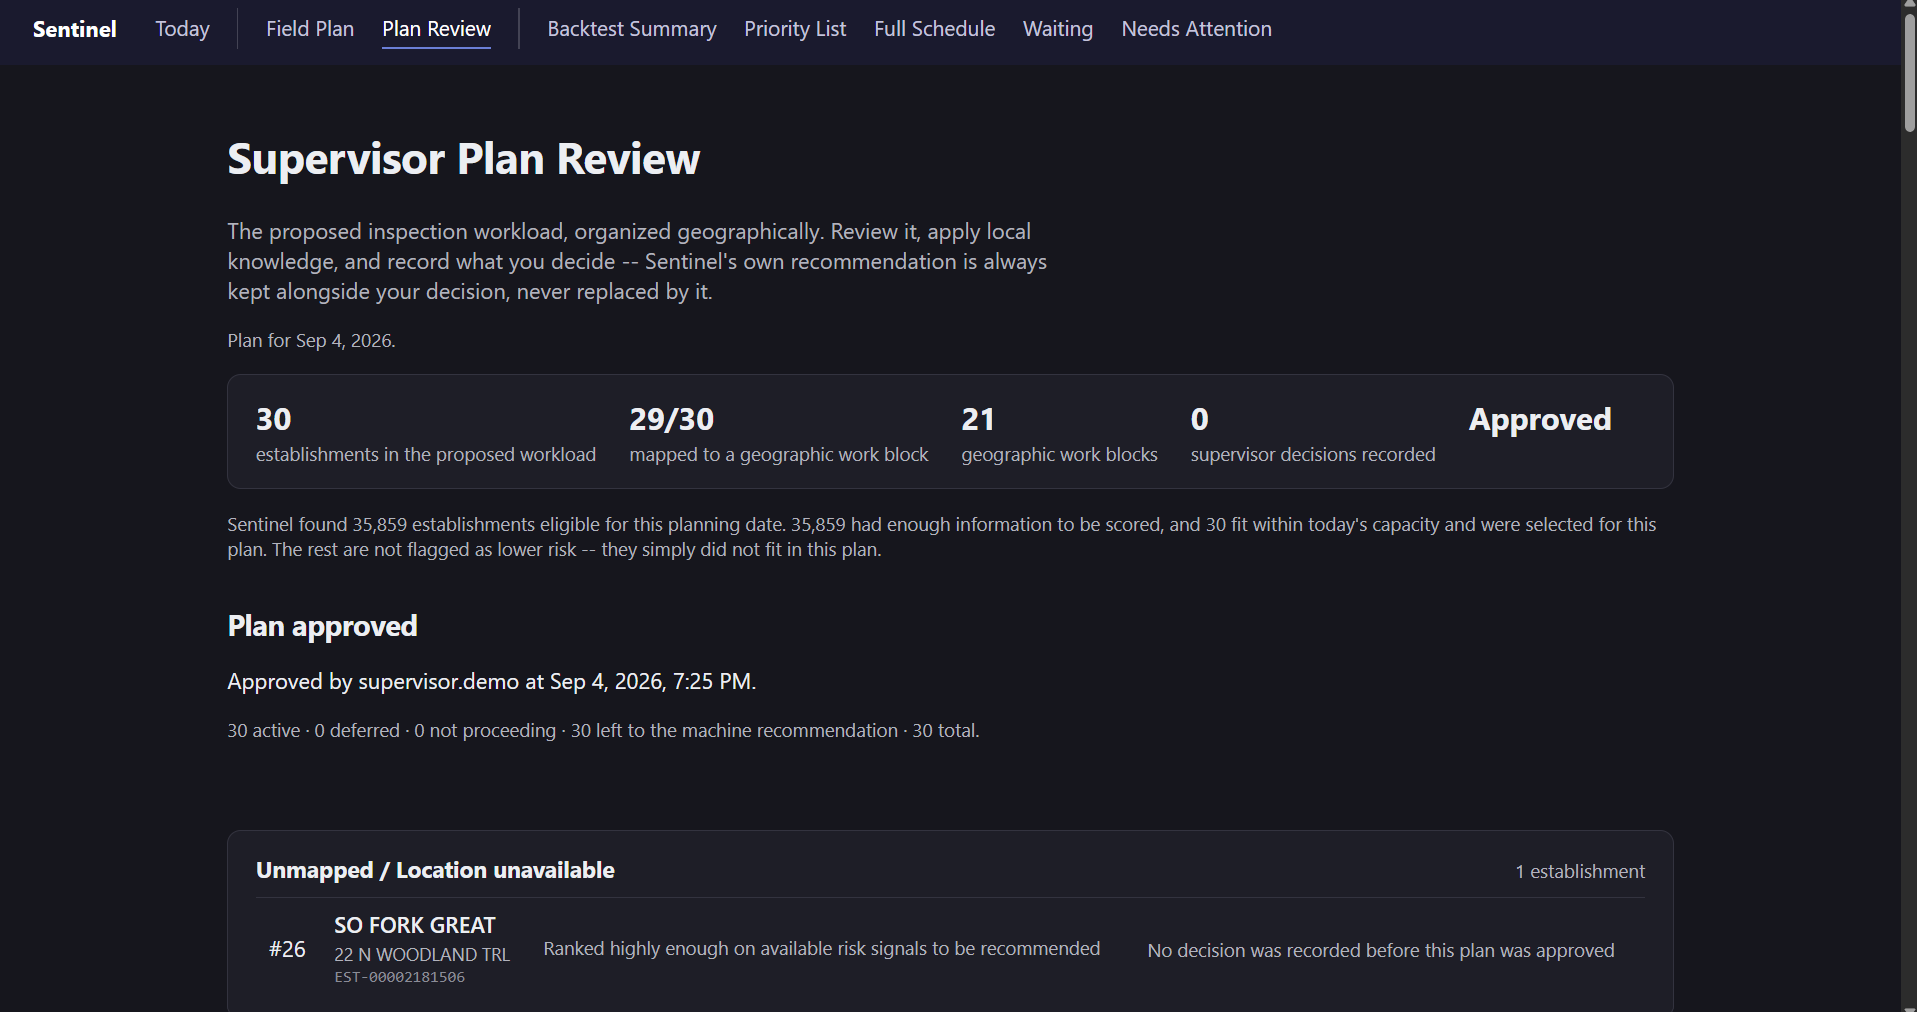 Sentinel Today Field Plan Plan Review Backtest Summary Priority List Full Schedule Waiting Needs Attention
Supervisor Plan Review
The proposed inspection workload, organized geographically. Review it, apply local
knowledge, and record what you decide -- Sentinel's own recommendation is always
kept alongside your decision, never replaced by it.
Plan for Sep 4, 2026.
30 29/30 21 0 Approved
establishments in the proposed workload mapped to a geographic work block geographic work blocks supervisor decisions recorded
Sentinel found 35,859 establishments eligible for this planning date. 35,859 had enough information to be scored, and 30 fit within today's capacity and were selected for this
plan. The rest are not flagged as lower risk -- they simply did not fit in this plan.
Plan approved
Approved by supervisor.demo at Sep 4, 2026, 7:25 PM.
30 active · 0 deferred · 0 not proceeding · 30 left to the machine recommendation · 30 total.
Unmapped / Location unavailable 1 establishment
#26 SO FORK GREAT
22 N WOODLAND TRL
EST-00002181506
Ranked highly enough on available risk signals to be recommended
No decision was recorded before this plan was approved